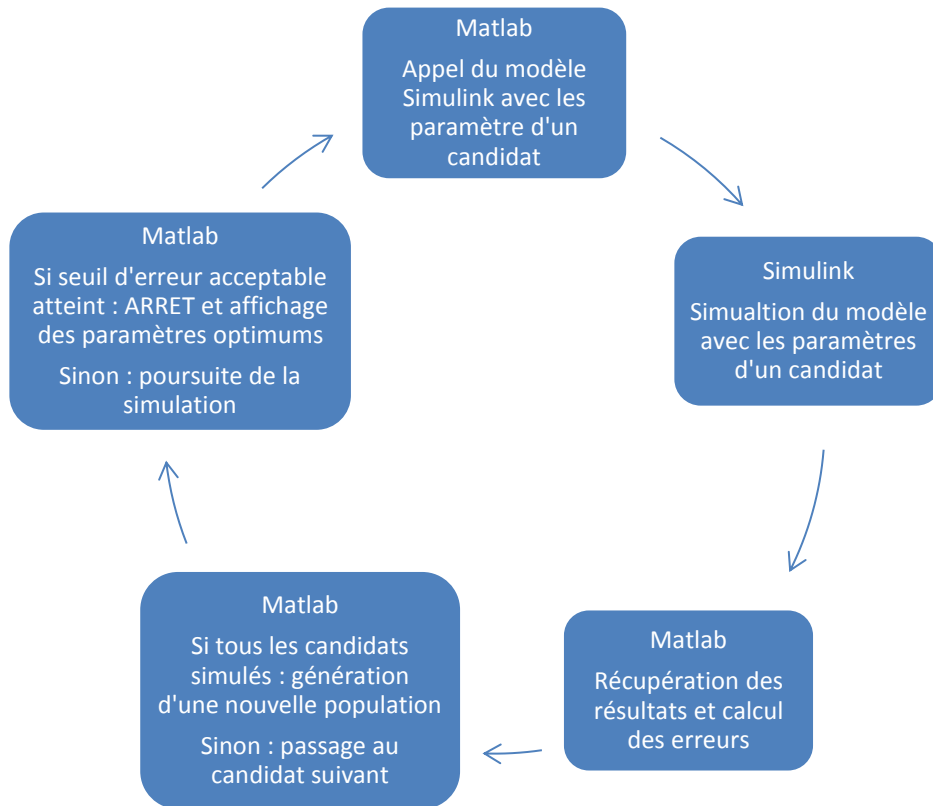 Matlab
Appel du modèle
Simulink avec les
paramètre d'un
candidat
Simulink
Simualtion du modèle
avec les paramètres
d'un candidat
Matlab
Récupération des
résultats et calcul
des erreurs
Matlab
Si tous les candidats
simulés : génération
d'une nouvelle population
Sinon : passage au
candidat suivant
Matlab
Si seuil d'erreur acceptable
atteint : ARRET et affichage
des paramètres optimums
Sinon : poursuite de la
simulation